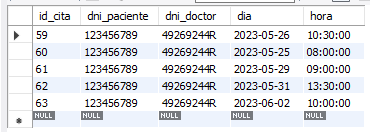 id_cita dni_paciente dni_doctor dia hora
59 123456789 49269244R 2023-05-26 10:30:00
60 123456789 49269244R 2023-05-25 08:00:00
61 123456789 49269244R 2023-05-29 09:00:00
62 123456789 49269244R 2023-05-31 13:30:00
63 123456789 49269244R 2023-06-02 10:00:00
NULL NULL NULL NULL NULL